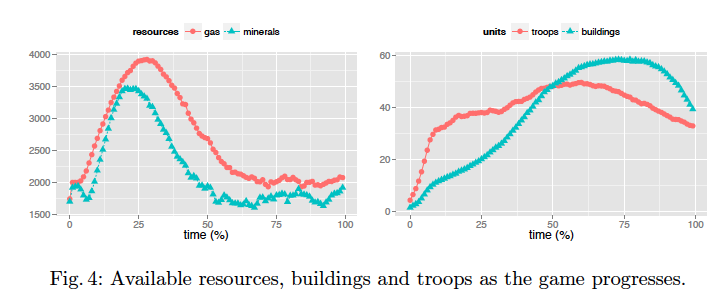 resources gas minerals
4000
3500
3000
2500
2000
1500
0 25 50 75 100
time (%)
units troops buildings
60
40
20
0
0 25 50 75 100
time (%)
Fig. 4: Available resources, buildings and troops as the game progresses.